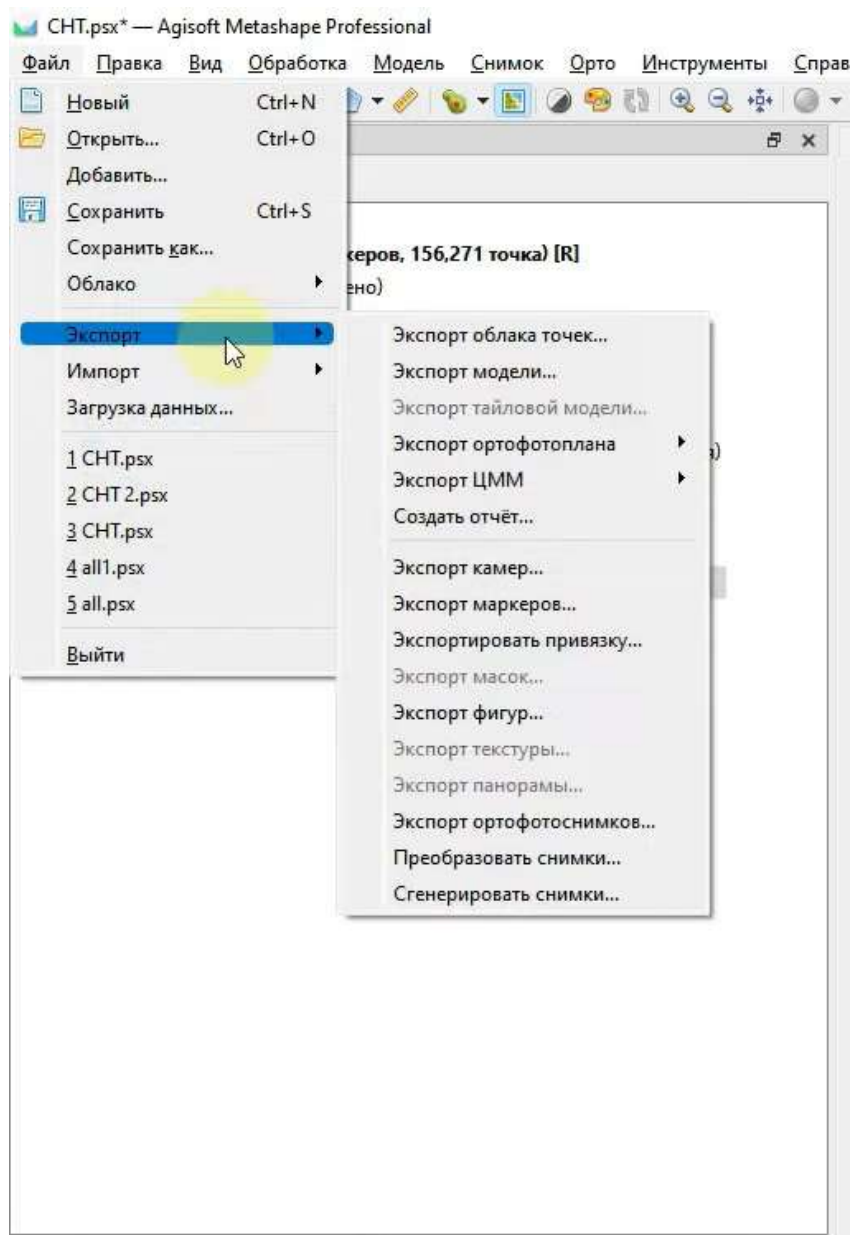 CHT.psx* — Agisoft Metashape Professional
Файл Правка Вид Обработка Модель Снимок Орто Инструменты Справ
Новый Ctrl+N
Открыть... Ctrl+O
Добавить...
Сохранить Ctrl+S
Сохранить как...
керов, 156,271 точка) [R]
Облако
ено)
Экспорт
Импорт
Загрузка данных...
1 CHT.psx
2 CHT 2.psx
3 CHT.psx
4 all1.psx
5 all.psx
Выйти
Экспорт облака точек...
Экспорт модели...
Экспорт тайловой модели...
Экспорт ортофотоплана
Экспорт ЦММ
Создать отчёт...
Экспорт камер...
Экспорт маркеров...
Экспортировать привязку...
Экспорт масок...
Экспорт фигур...
Экспорт текстуры...
Экспорт панорамы...
Экспорт ортофотоснимков...
Преобразовать снимки...
Сгенерировать снимки...